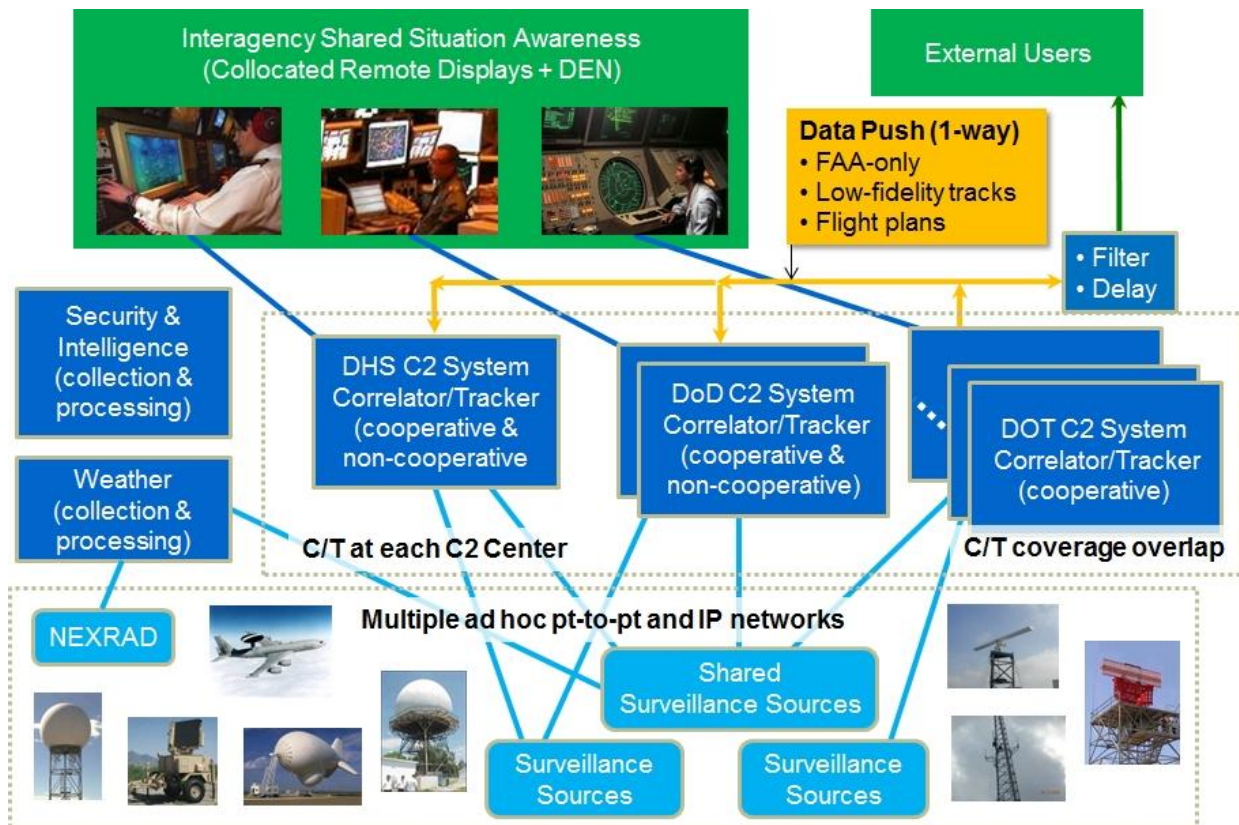 Interagency Shared Situation Awareness
(Collocated Remote Displays + DEN)
External Users
Data Push (1-way)
• FAA-only
• Low-fidelity tracks
• Flight plans
• Filter
• Delay
Security &
Intelligence
(collection &
processing)
DHS C2 System
Correlator/Tracker
(cooperative &
non-cooperative
DoD C2 System
Correlator/Tracker
(cooperative &
non-cooperative)
DOT C2 System
Correlator/Tracker
(cooperative)
Weather
(collection &
processing)
C/T at each C2 Center
C/T coverage overlap
Multiple ad hoc pt-to-pt and IP networks
NEXRAD
Shared
Surveillance Sources
Surveillance
Sources
Surveillance
Sources